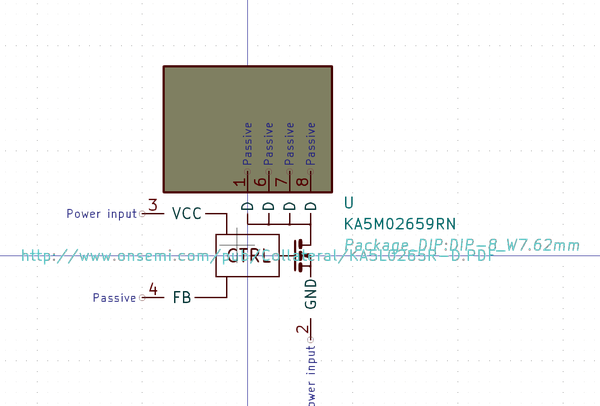 Passive
Passive
Passive
Passive
1
6
7
8
D
D
D
D
U
3
Power input
VCC
KA5M02659RN
Package_DIP:DIP-8_W7.62mm
CTRL
4
Passive
FB
GND
2
ower input